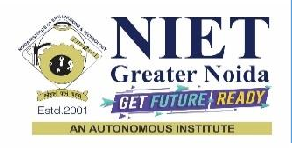 NIET
Greater Noida
GET FUTURE READY
Estd.2001
AN AUTONOMOUS INSTITUTE